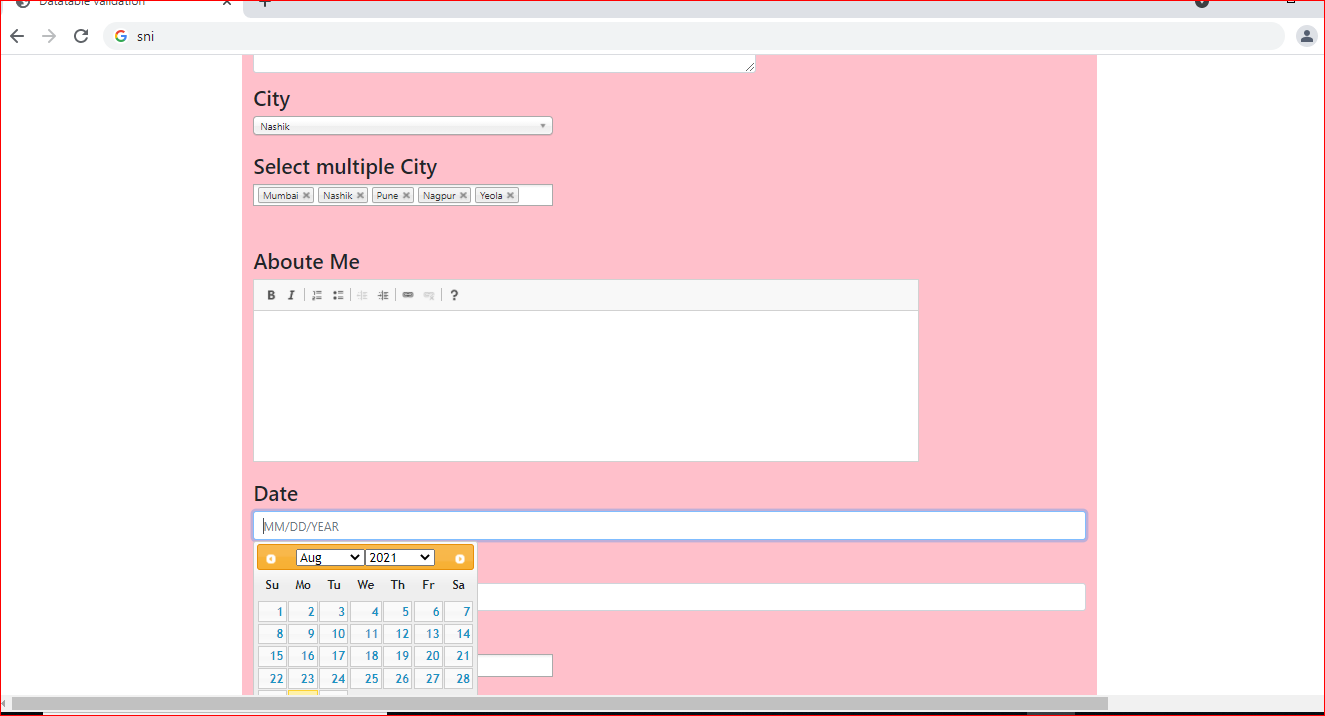 Datatable validation
sni
City
Nashik
Select multiple City
Mumbai Nashik Pune Nagpur Yeola
Aboute Me
B I ?
Date
MM/DD/YEAR
Aug 2021
Su Mo Tu We Th Fr Sa
1 2 3 4 5 6 7
8 9 10 11 12 13 14
15 16 17 18 19 20 21
22 23 24 25 26 27 28